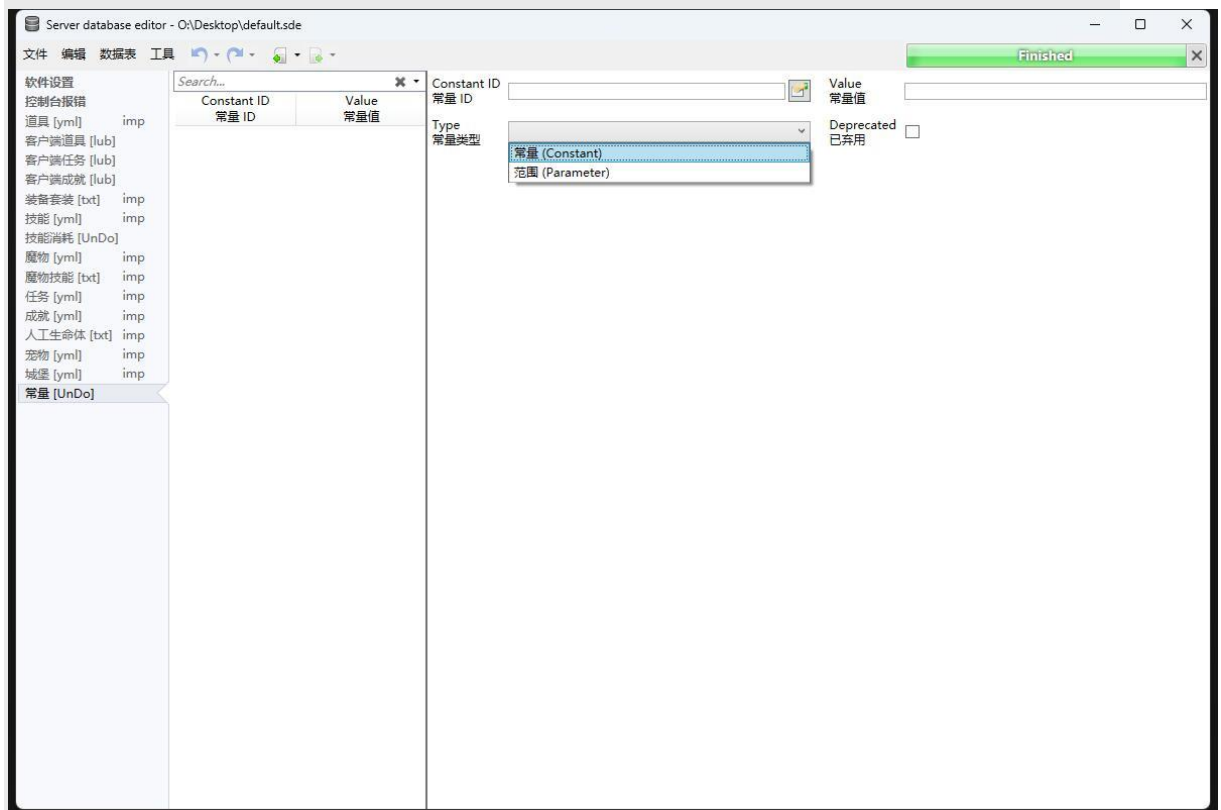 Server database editor - O:\Desktop\default.sde
文件 编辑 数据表 工具
Finished
软件设置
控制台报错
道具 [yml] imp
客户端道具 [lub]
客户端任务 [lub]
客户端成就 [lub]
装备套装 [txt] imp
技能 [yml] imp
技能消耗 [UnDo]
魔物 [yml] imp
魔物技能 [txt] imp
任务 [yml] imp
成就 [yml] imp
人工生命体 [txt] imp
宠物 [yml] imp
城堡 [yml] imp
常量 [UnDo]
Search...
Constant ID Value
常量 ID 常量值
Constant ID
常量 ID
Value
常量值
Type
常量类型
Deprecated
已弃用
常量 (Constant)
范围 (Parameter)